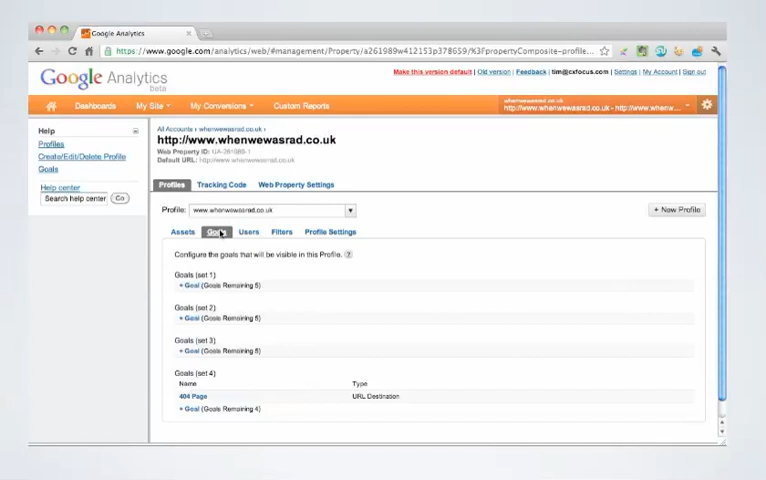 Google Analytics
https://www.google.com/analytics/web/#management/Property/a261989w412153p378659/%3FpropertyComposite-profile...
Google Analytics
beta
Make this version default | Old version | Feedback | tim@cxfocus.com | Settings | My Account | Sign out
Dashboards My Site My Conversions Custom Reports
whenwewasrad.co.uk
http://www.whenwewasrad.co.uk - http://www.whenw...
Help
Profiles
Create/Edit/Delete Profile
Goals
Help center
Search help center Go
All Accounts › whenwewasrad.co.uk ›
http://www.whenwewasrad.co.uk
Web Property ID: UA-261989-1
Default URL: http://www.whenwewasrad.co.uk
Profiles Tracking Code Web Property Settings
Profile: www.whenwewasrad.co.uk + New Profile
Assets Goals Users Filters Profile Settings
Configure the goals that will be visible in this Profile. ?
Goals (set 1)
+ Goal (Goals Remaining 5)
Goals (set 2)
+ Goal (Goals Remaining 5)
Goals (set 3)
+ Goal (Goals Remaining 5)
Goals (set 4)
Name Type
404 Page URL Destination
+ Goal (Goals Remaining 4)